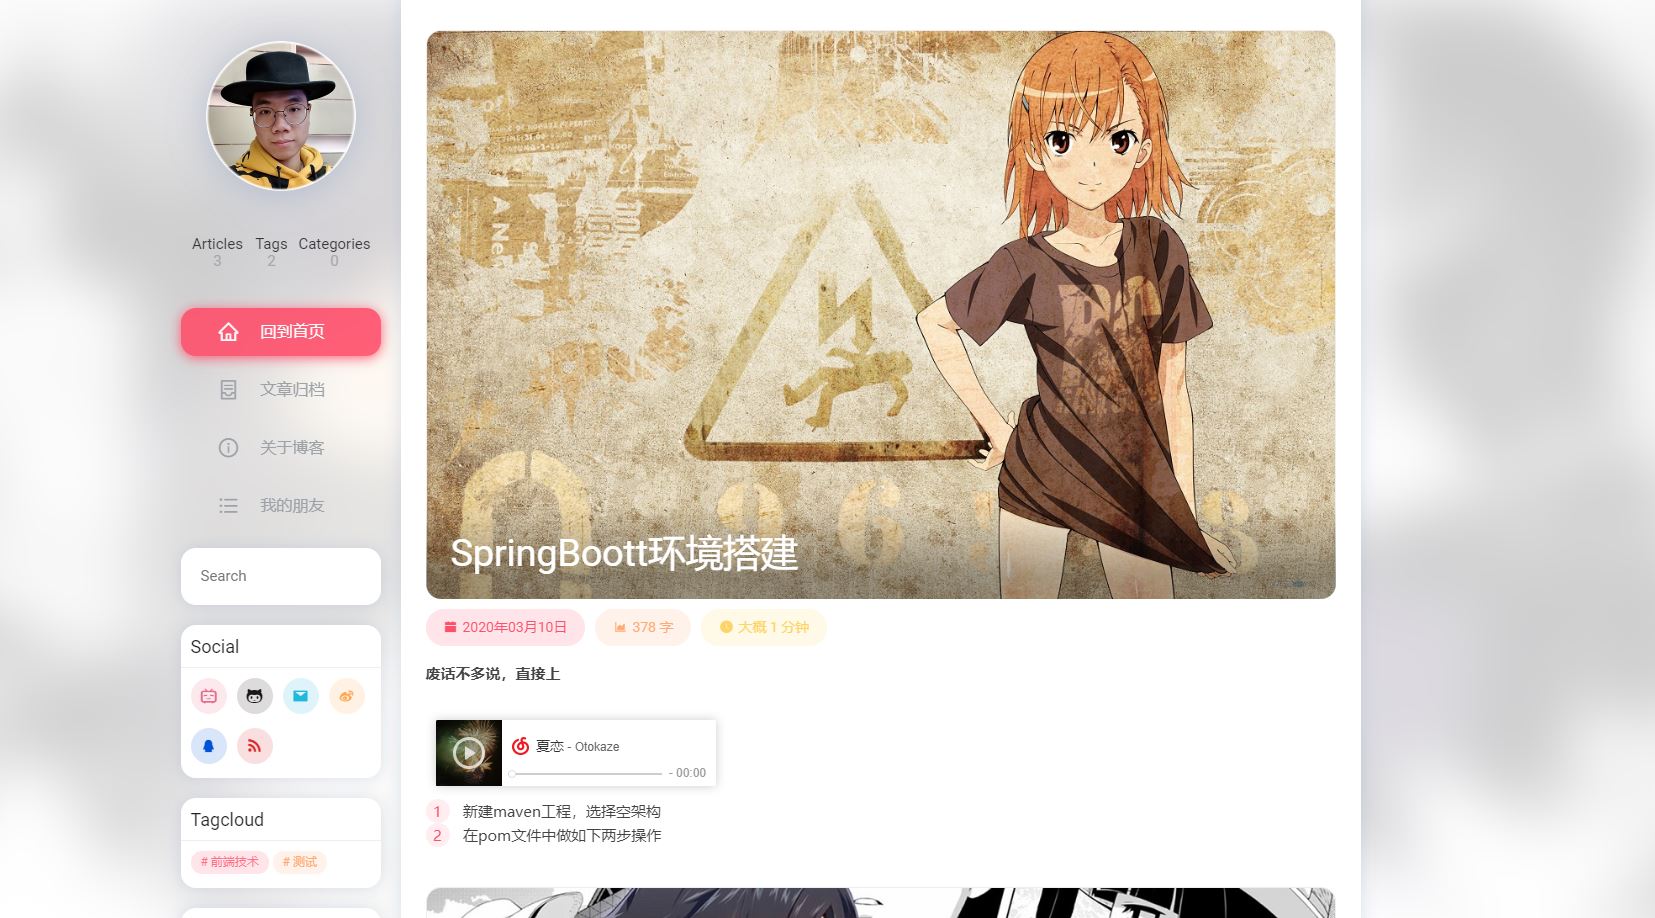 Articles
3
Tags
2
Categories
0
回到首页
文章归档
关于博客
我的朋友
Search
Social
Tagcloud
# 前端技术
# 测试
SpringBoott环境搭建
2020年03月10日
378 字
大概 1 分钟
废话不多说，直接上
夏恋 - Otokaze
- 00:00
1 新建maven工程，选择空架构
2 在pom文件中做如下两步操作